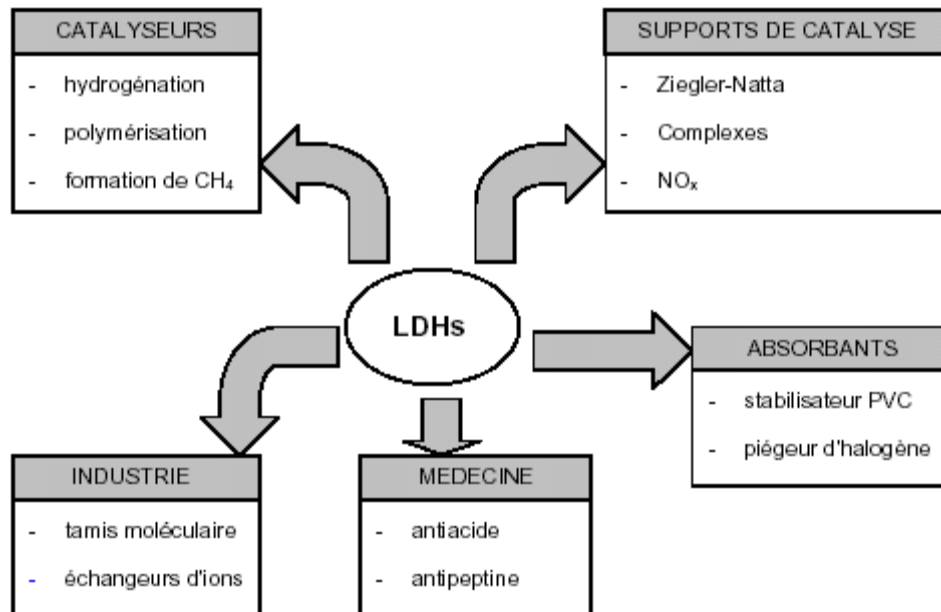 CATALYSEURS
- hydrogénation
- polymérisation
- formation de CH₄
SUPPORTS DE CATALYSE
- Ziegler-Natta
- Complexes
- NOₓ
LDHs
ABSORBANTS
- stabilisateur PVC
- piégeur d'halogène
INDUSTRIE
- tamis moléculaire
- échangeurs d'ions
MEDECINE
- antiacide
- antipeptine